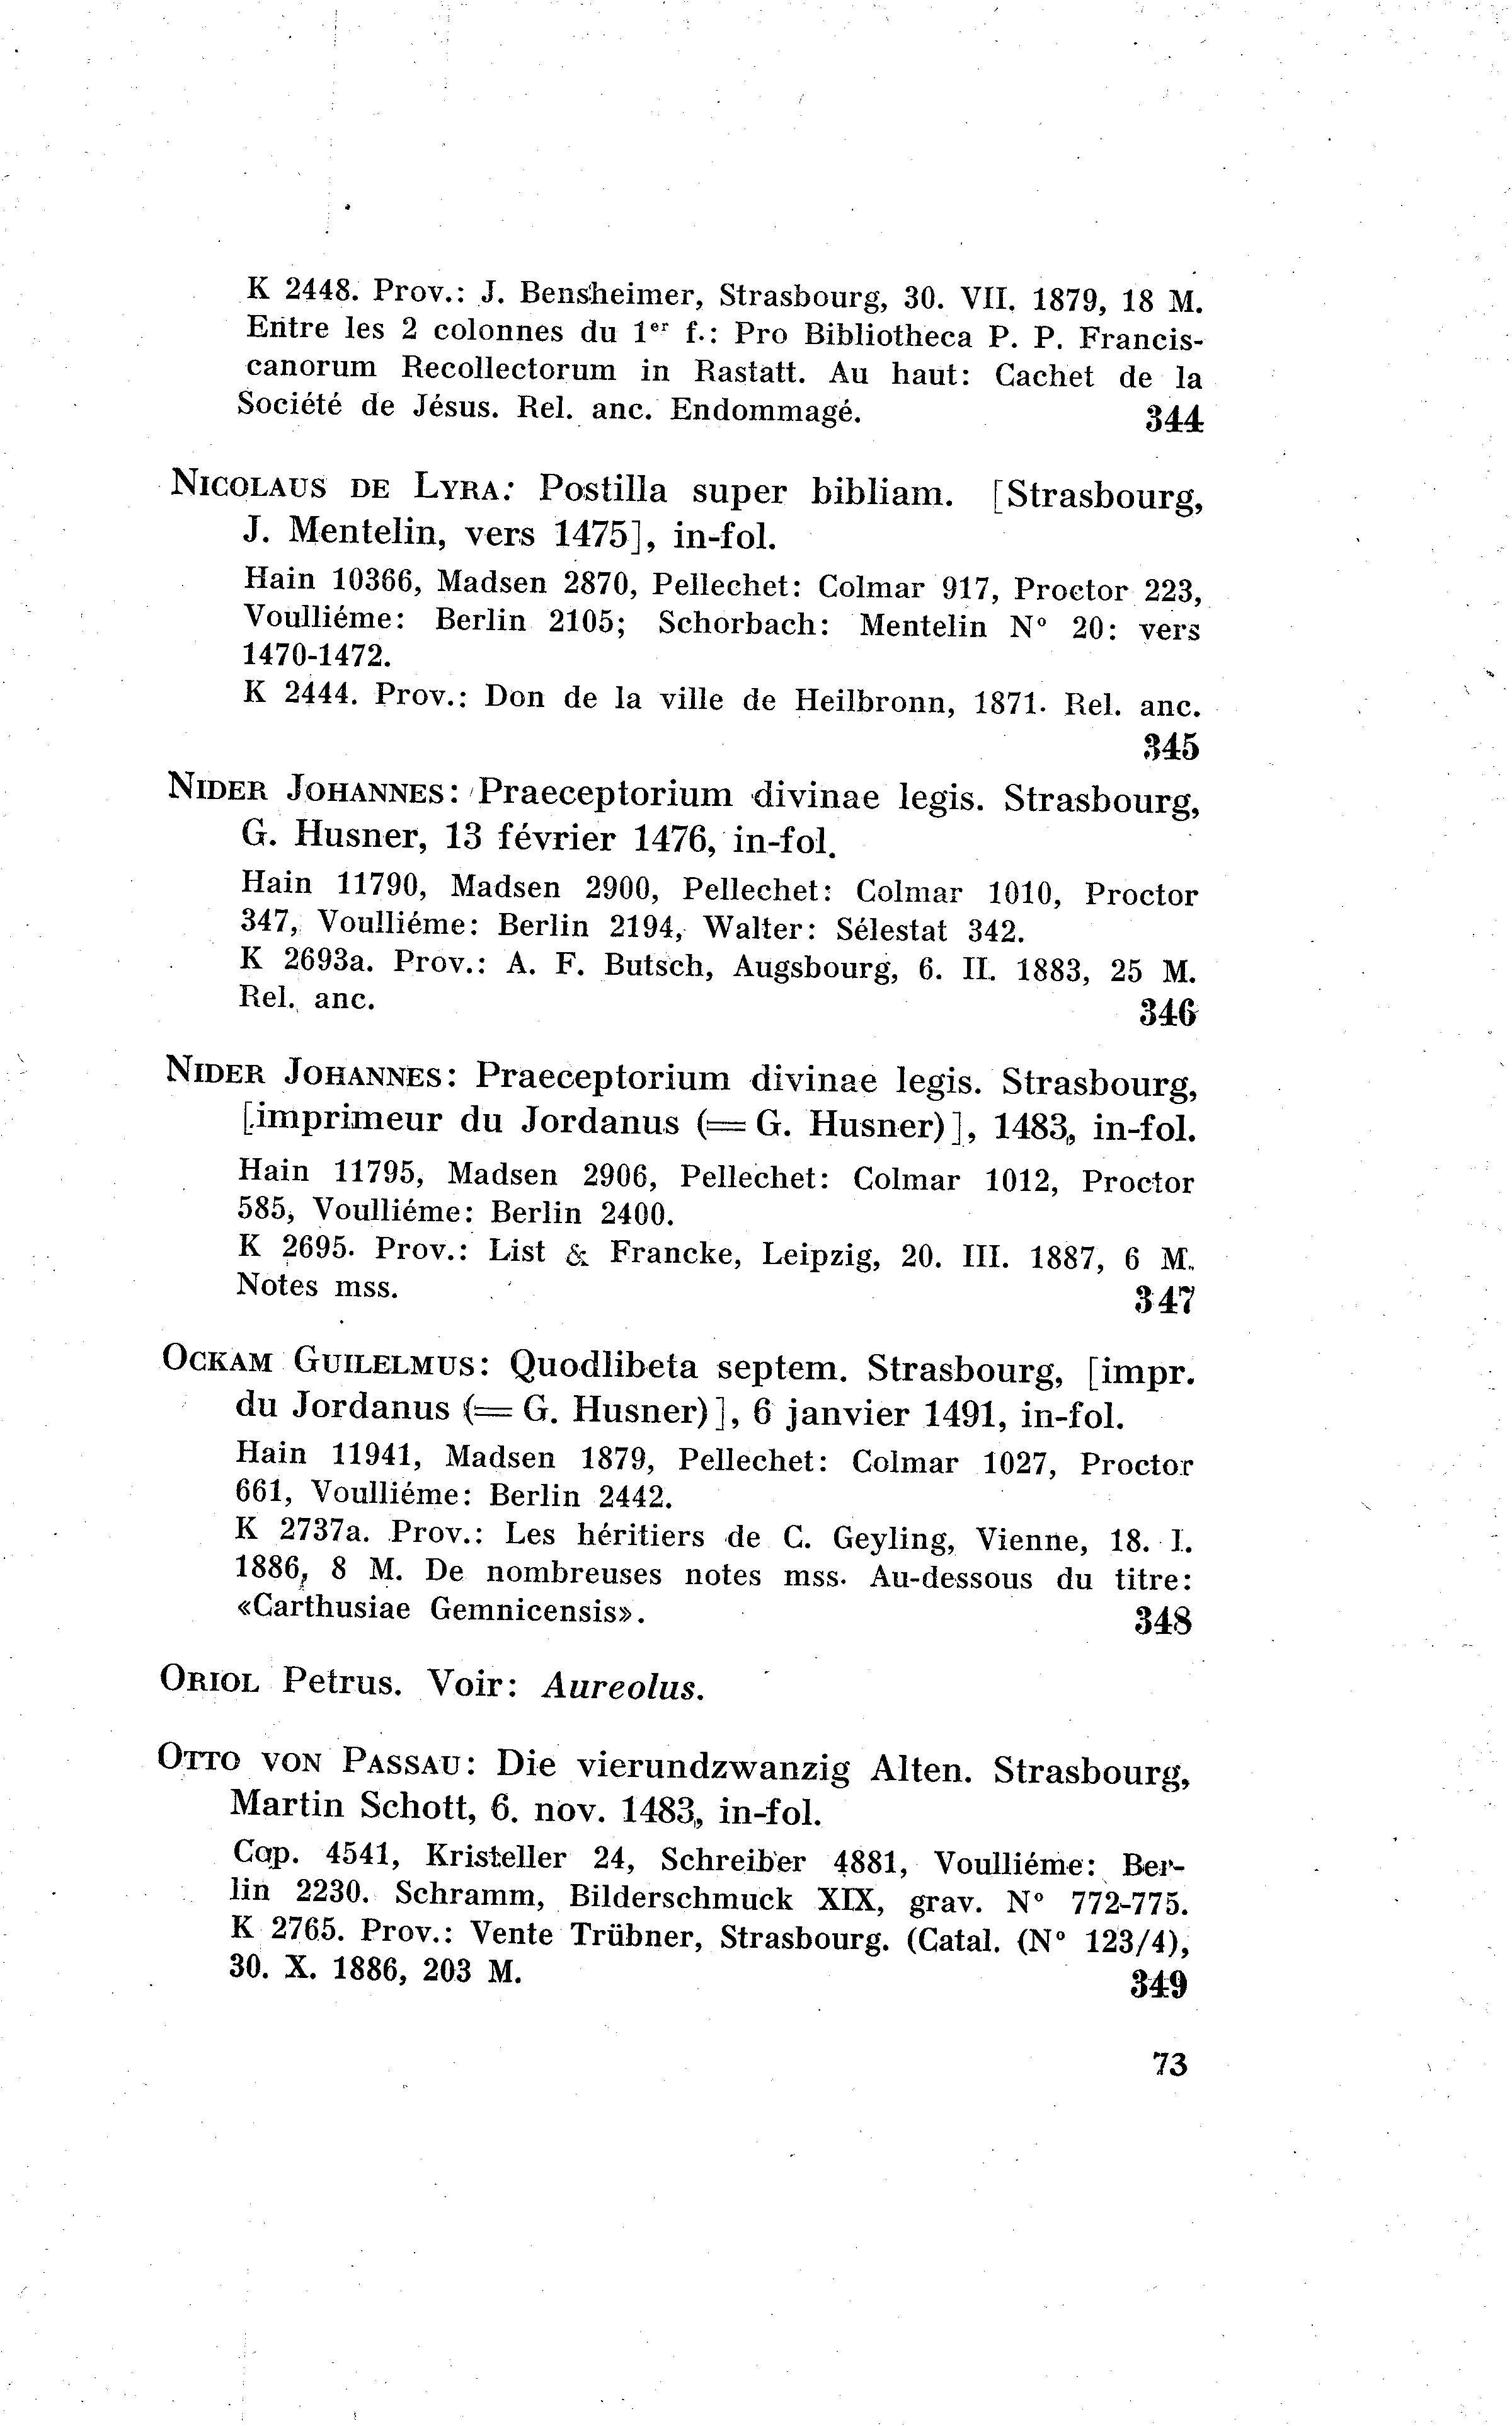 K 2448. Prov.: J. Bensheimer, Strasbourg, 30. VII. 1879, 18 M.
Entre les 2 colonnes du 1er f.: Pro Bibliotheca P. P. Francis-
canorum Recollectorum in Rastatt. Au haut: Cachet de la
Société de Jésus. Rel. anc. Endommagé. 344
NICOLAUS DE LYRA: Postilla super bibliam. [Strasbourg,
J. Mentelin, vers 1475], in-fol.
Hain 10366, Madsen 2870, Pellechet: Colmar 917, Proctor 223,
Voulliéme: Berlin 2105; Schorbach: Mentelin N° 20: vers
1470-1472.
K 2444. Prov.: Don de la ville de Heilbronn, 1871. Rel. anc.
345
NIDER JOHANNES: Praeceptorium divinae legis. Strasbourg,
G. Husner, 13 février 1476, in-fol.
Hain 11790, Madsen 2900, Pellechet: Colmar 1010, Proctor
347, Voulliéme: Berlin 2194, Walter: Sélestat 342.
K 2693a. Prov.: A. F. Butsch, Augsbourg, 6. II. 1883, 25 M.
Rel. anc. 346
NIDER JOHANNES: Praeceptorium divinae legis. Strasbourg,
[imprimeur du Jordanus (= G. Husner)], 1483, in-fol.
Hain 11795, Madsen 2906, Pellechet: Colmar 1012, Proctor
585, Voulliéme: Berlin 2400.
K 2695. Prov.: List & Francke, Leipzig, 20. III. 1887, 6 M.
Notes mss. 347
OCKAM GUILELMUS: Quodlibeta septem. Strasbourg, [impr.
du Jordanus (= G. Husner)], 6 janvier 1491, in-fol.
Hain 11941, Madsen 1879, Pellechet: Colmar 1027, Proctor
661, Voulliéme: Berlin 2442.
K 2737a. Prov.: Les héritiers de C. Geyling, Vienne, 18. I.
1886, 8 M. De nombreuses notes mss. Au-dessous du titre:
«Carthusiae Gemnicensis». 348
ORIOL Petrus. Voir: Aureolus.
OTTO VON PASSAU: Die vierundzwanzig Alten. Strasbourg,
Martin Schott, 6. nov. 1483, in-fol.
Cop. 4541, Kristeller 24, Schreiber 4881, Voulliéme: Ber-
lin 2230. Schramm, Bilderschmuck XIX, grav. N° 772-775.
K 2765. Prov.: Vente Trübner, Strasbourg. (Catal. (N° 123/4),
30. X. 1886, 203 M. 349
73